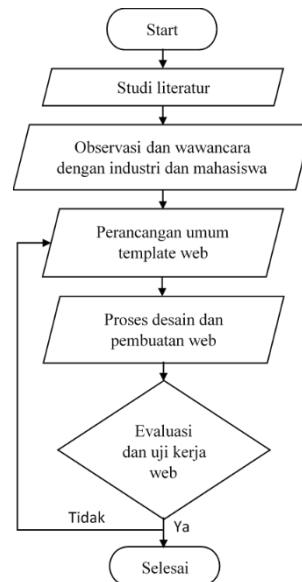 Start
Studi literatur
Observasi dan wawancara
dengan industri dan mahasiswa
Perancangan umum
template web
Proses desain dan
pembuatan web
Evaluasi
dan uji kerja
web
Tidak
Ya
Selesai